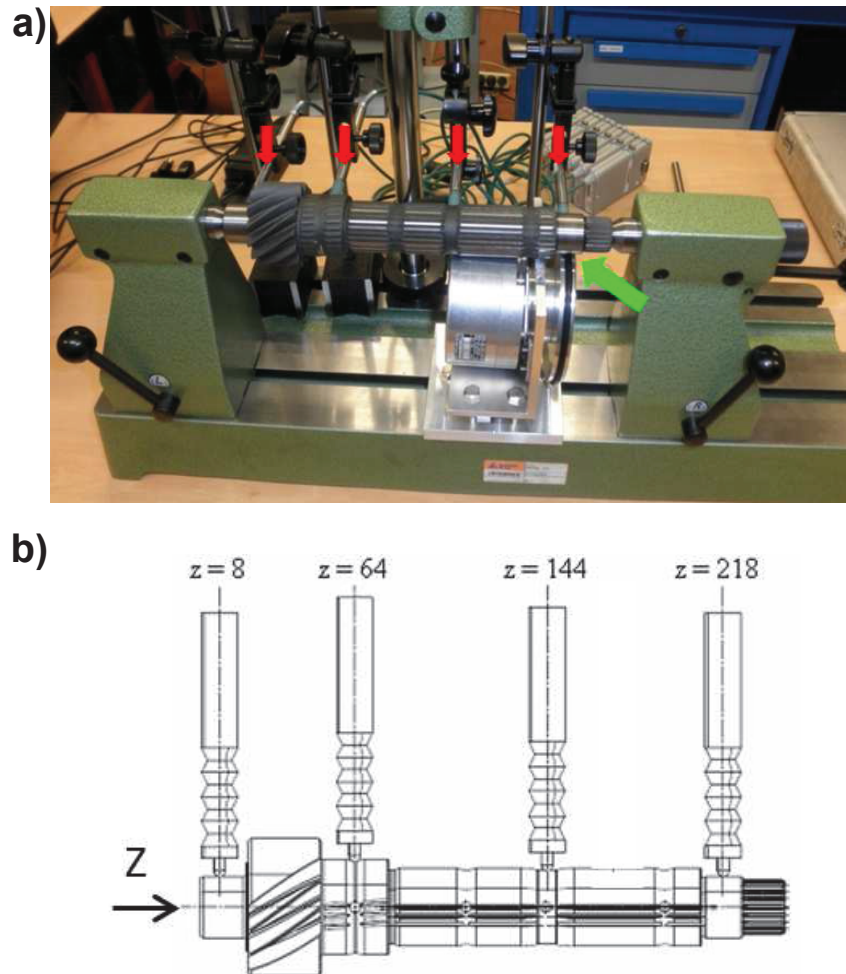 a)
b)
z = 8 z = 64 z = 144 z = 218
Z